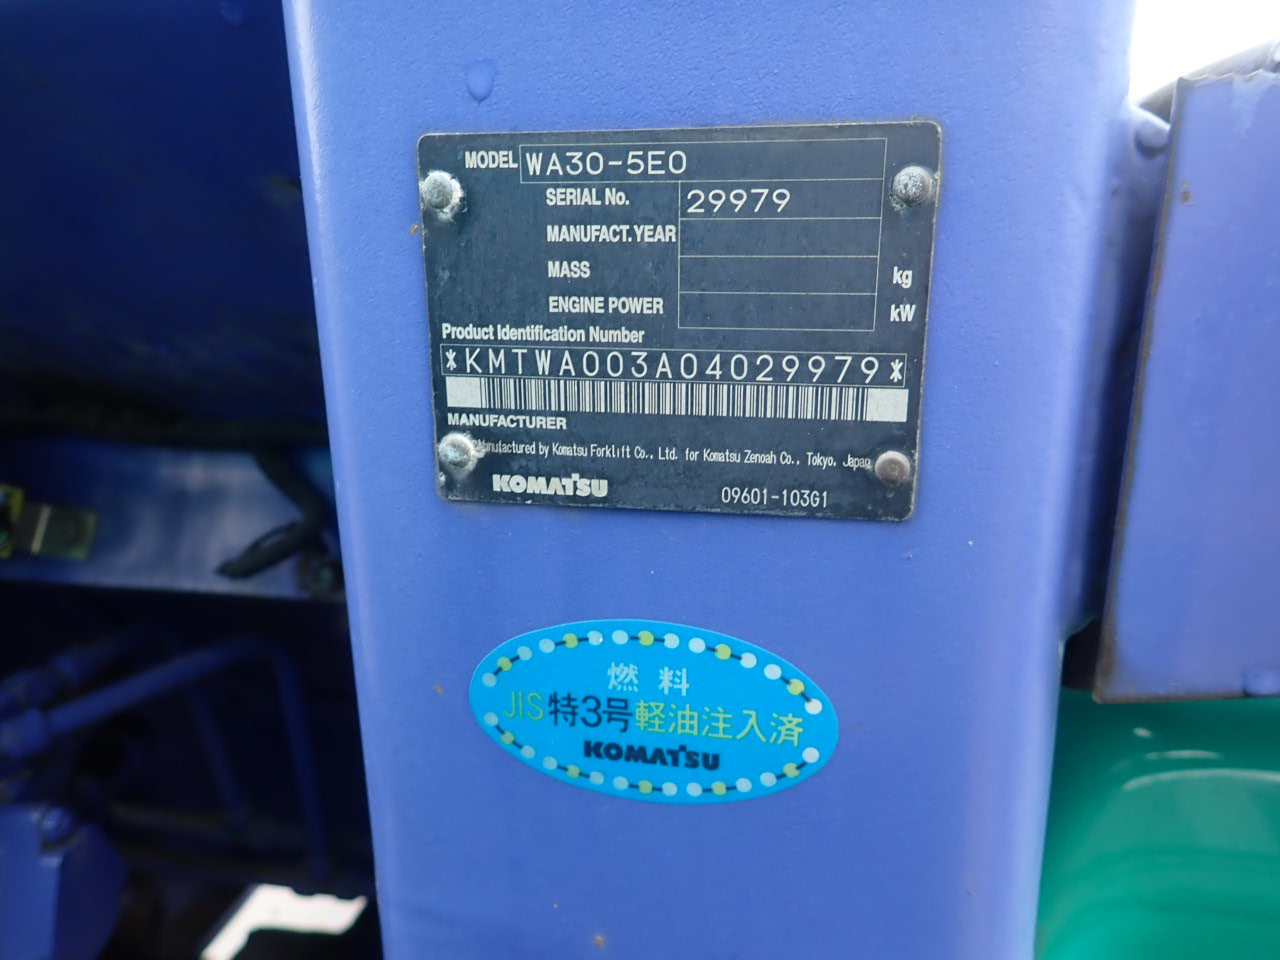 MODEL WA30-5E0
SERIAL No. 29979
MANUFACT. YEAR
MASS kg
ENGINE POWER kW
Product Identification Number
*KMTWA003A04029979*
MANUFACTURER
Manufactured by Komatsu Forklift Co., Ltd. for Komatsu Zenoah Co., Tokyo, Japan
KOMATSU 09601-103G1
燃料
JIS特3号軽油注入済
KOMATSU